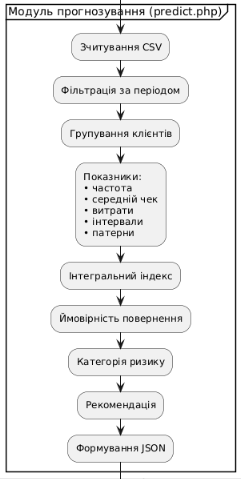 Модуль прогнозування (predict.php)
Зчитування CSV
Фільтрація за періодом
Групування клієнтів
Показники:
• частота
• середній чек
• витрати
• інтервали
• патерни
Інтегральний індекс
Ймовірність повернення
Категорія ризику
Рекомендація
Формування JSON